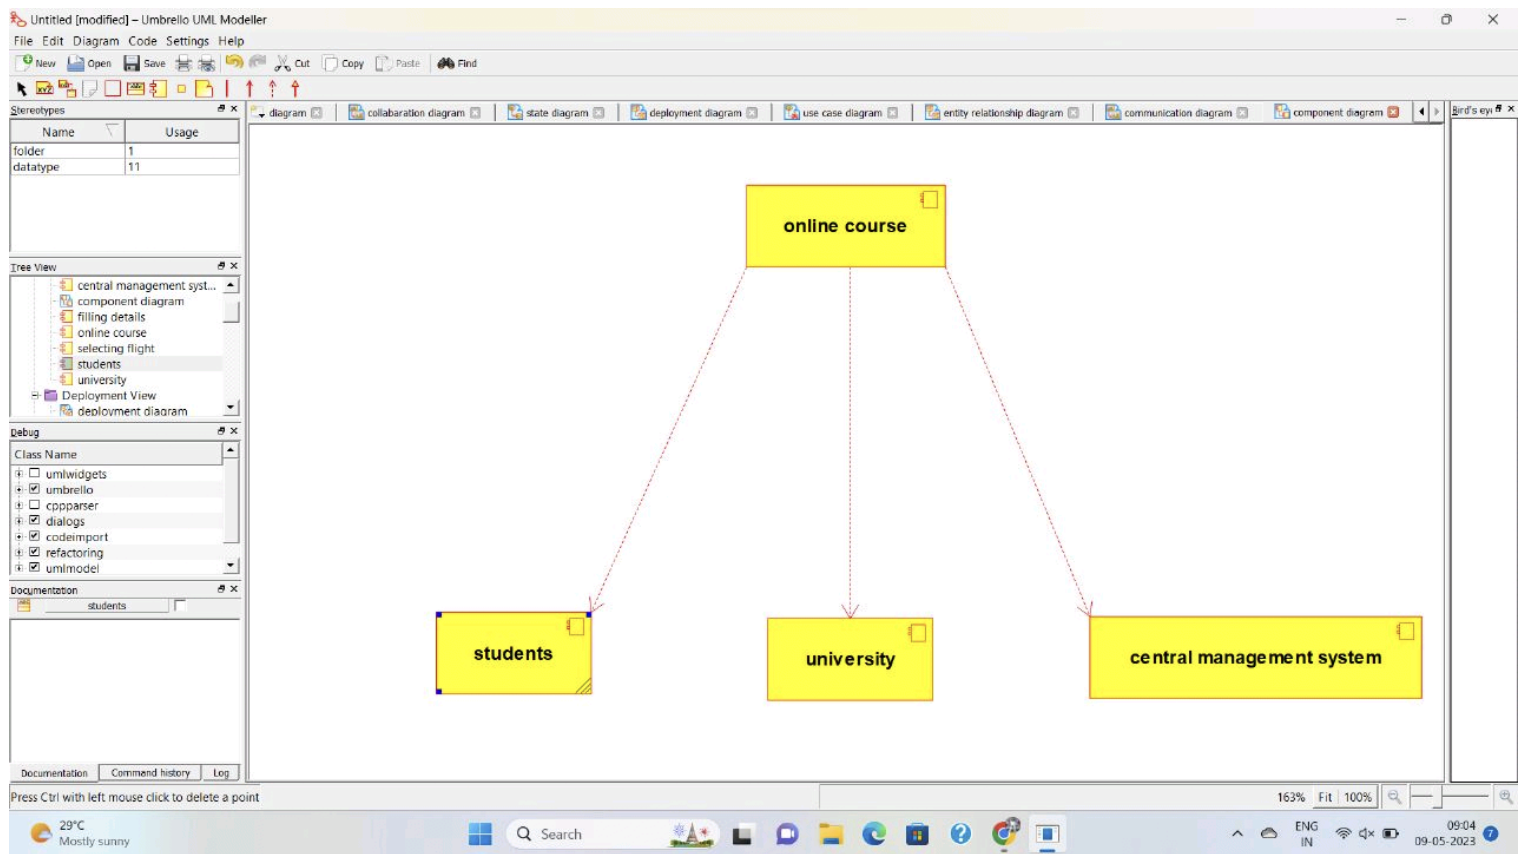 Untitled [modified] – Umbrello UML Modeller
File Edit Diagram Code Settings Help
New Open Save Cut Copy Paste Find
Stereotypes
Name Usage
folder 1
datatype 11
diagram collabaration diagram state diagram deployment diagram use case diagram entity relationship diagram communication diagram component diagram
Bird's eye
online course
students
university
central management system
Tree View
central management syst...
component diagram
filling details
online course
selecting flight
students
university
Deployment View
deployment diagram
Debug
Class Name
umlwidgets
umbrello
cppparser
dialogs
codeimport
refactoring
umlmodel
Documentation
students
Documentation Command history Log
Press Ctrl with left mouse click to delete a point
163% Fit 100%
29°C
Mostly sunny
Search
ENG
IN
09:04
09-05-2023
7